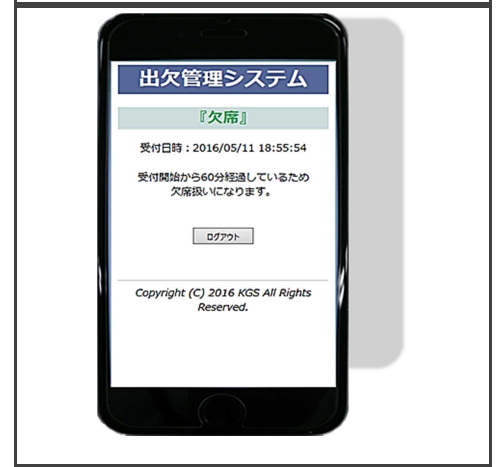 出欠管理システム
『欠席』
受付日時：2016/05/11 18:55:54
受付開始から60分経過しているため
欠席扱いになります。
ログアウト
Copyright (C) 2016 KGS All Rights
Reserved.